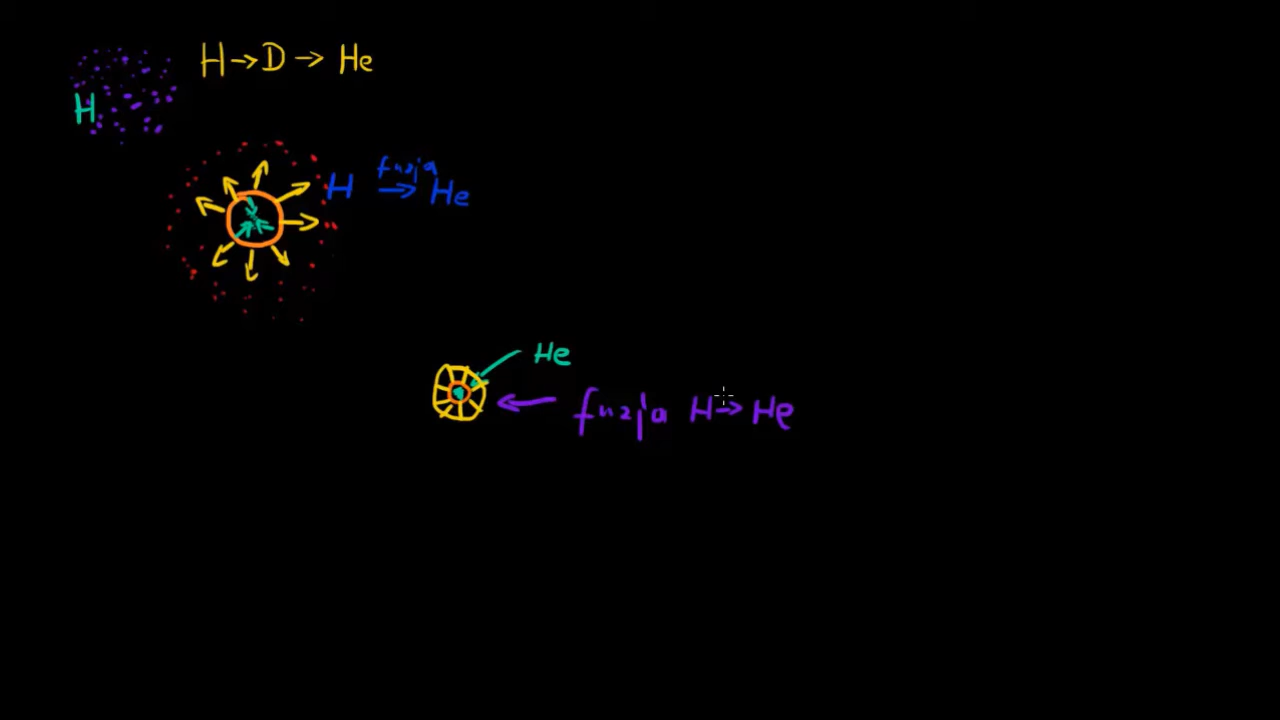 H → D → He
H
H fuzja → He
He
fuzja H → He